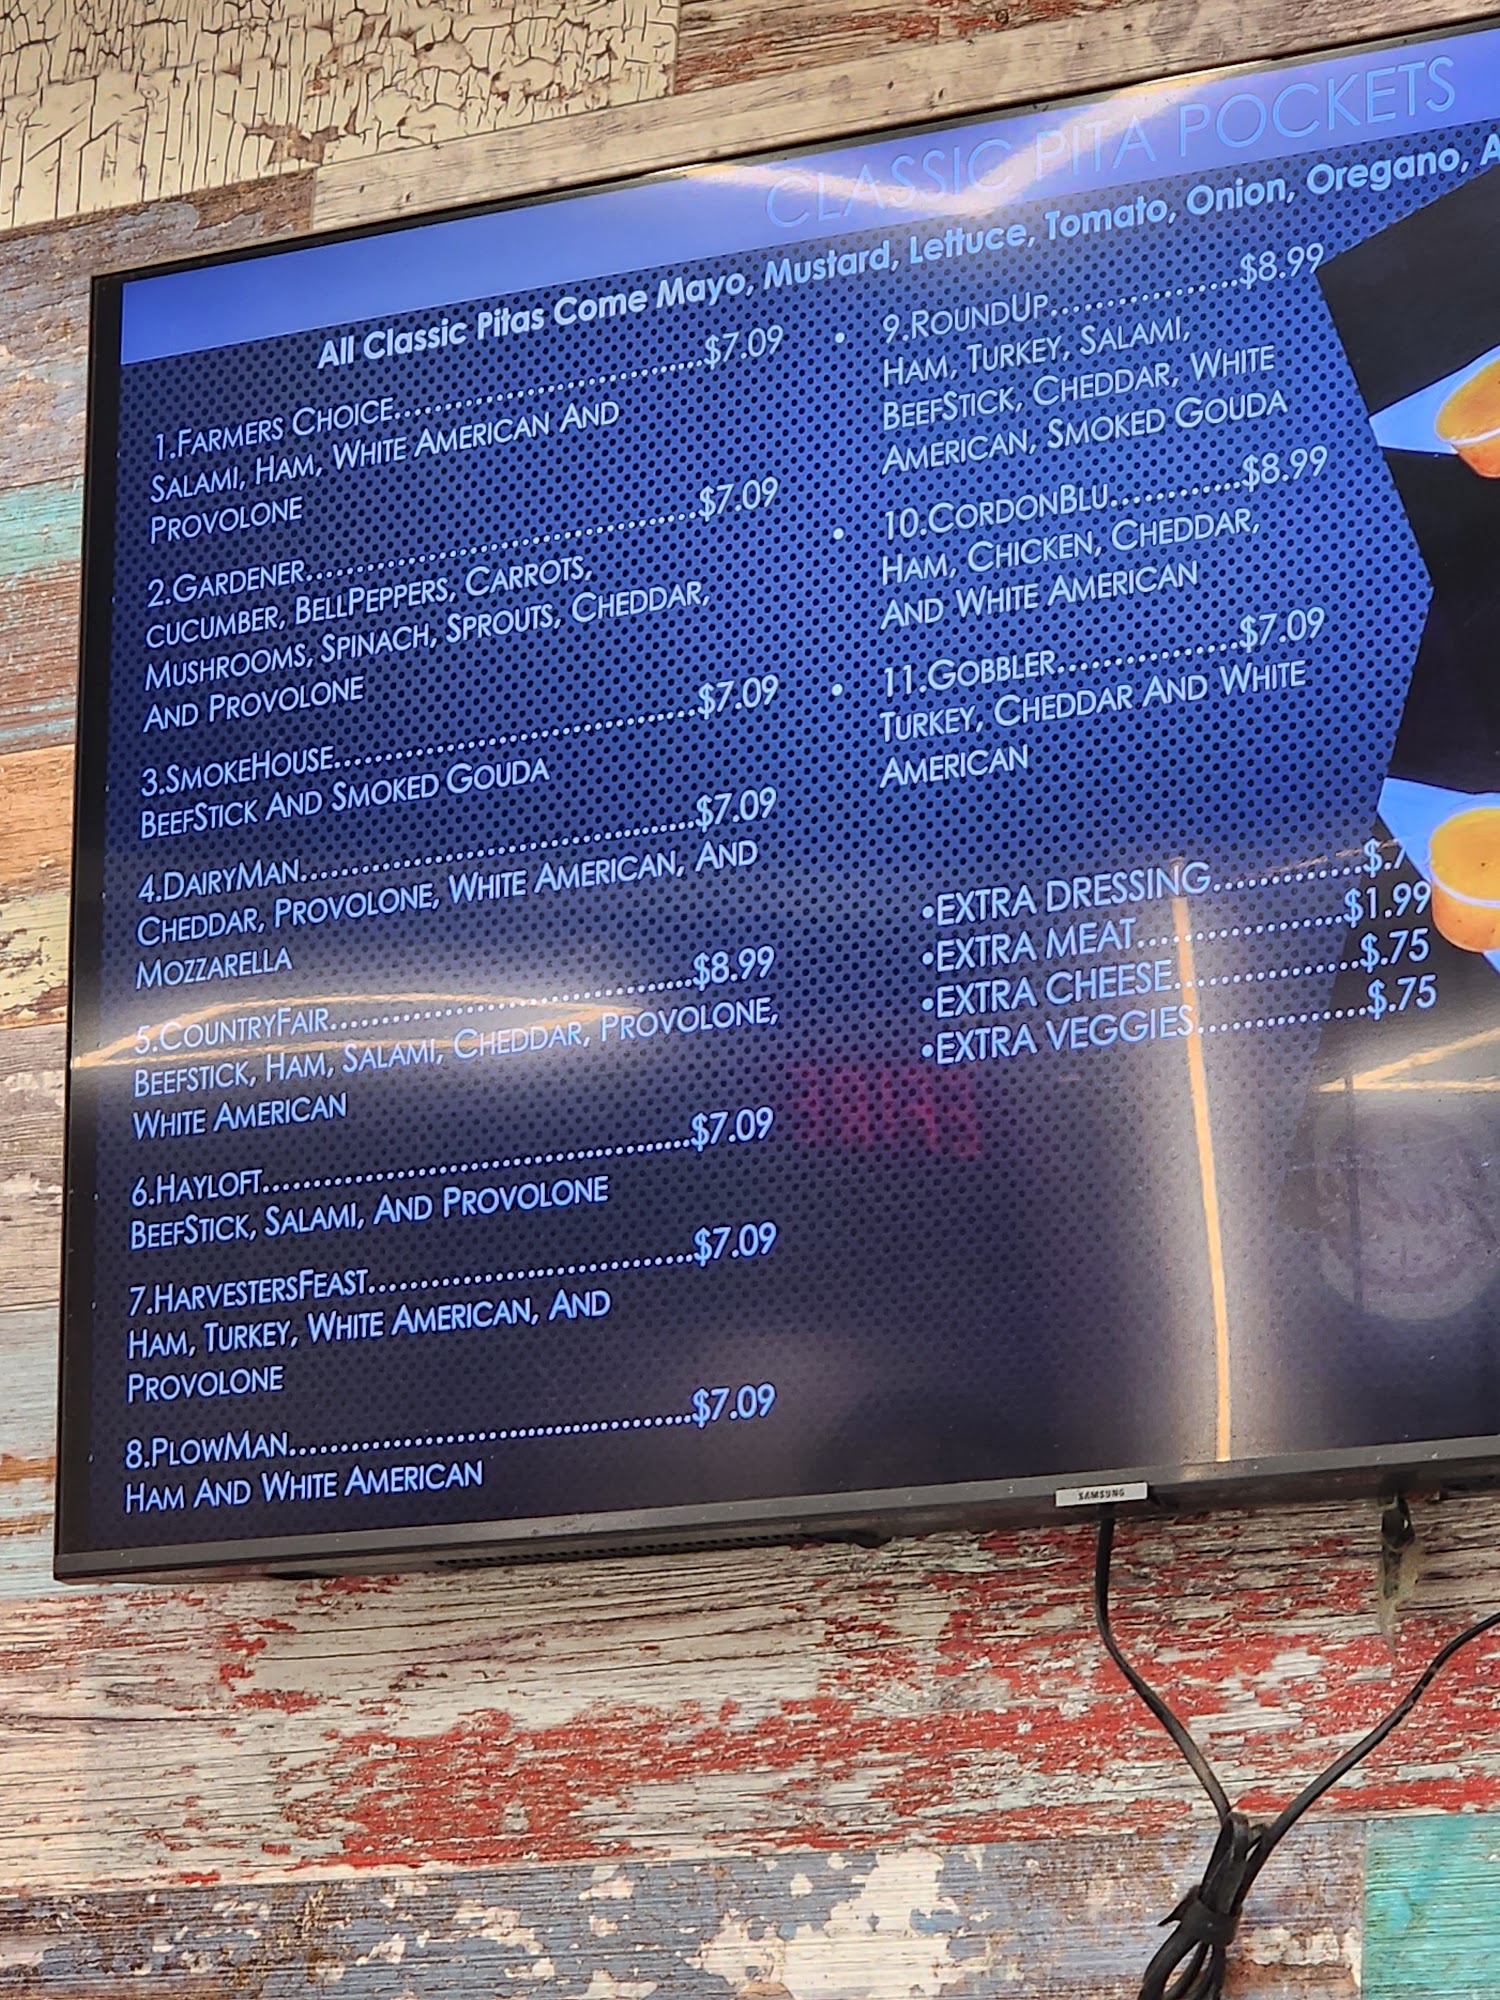 CLASSIC PITA POCKETS
All Classic Pitas Come Mayo, Mustard, Lettuce, Tomato, Onion, Oregano,
1.FARMERS CHOICE.................................$7.09
SALAMI, HAM, WHITE AMERICAN AND
PROVOLONE
2.GARDENER..........................................$7.09
CUCUMBER, BELLPEPPERS, CARROTS,
MUSHROOMS, SPINACH, SPROUTS, CHEDDAR,
AND PROVOLONE
3.SMOKEHOUSE.......................................$7.09
BEEFSTICK AND SMOKED GOUDA
4.DAIRYMAN..........................................$7.09
CHEDDAR, PROVOLONE, WHITE AMERICAN, AND
MOZZARELLA
5.COUNTRYFAIR.......................................$8.99
BEEFSTICK, HAM, SALAMI, CHEDDAR, PROVOLONE,
WHITE AMERICAN
6.HAYLOFT.............................................$7.09
BEEFSTICK, SALAMI, AND PROVOLONE
7.HARVESTERSFEAST...................................$7.09
HAM, TURKEY, WHITE AMERICAN, AND
PROVOLONE
8.PLOWMAN...........................................$7.09
HAM AND WHITE AMERICAN
• 9.ROUNDUP...................$8.99
HAM, TURKEY, SALAMI,
BEEFSTICK, CHEDDAR, WHITE
AMERICAN, SMOKED GOUDA
• 10.CORDONBLU.............$8.99
HAM, CHICKEN, CHEDDAR,
AND WHITE AMERICAN
• 11.GOBBLER..................$7.09
TURKEY, CHEDDAR AND WHITE
AMERICAN
•EXTRA DRESSING..............$.7
•EXTRA MEAT....................$1.99
•EXTRA CHEESE..................$.75
•EXTRA VEGGIES.................$.75
SAMSUNG